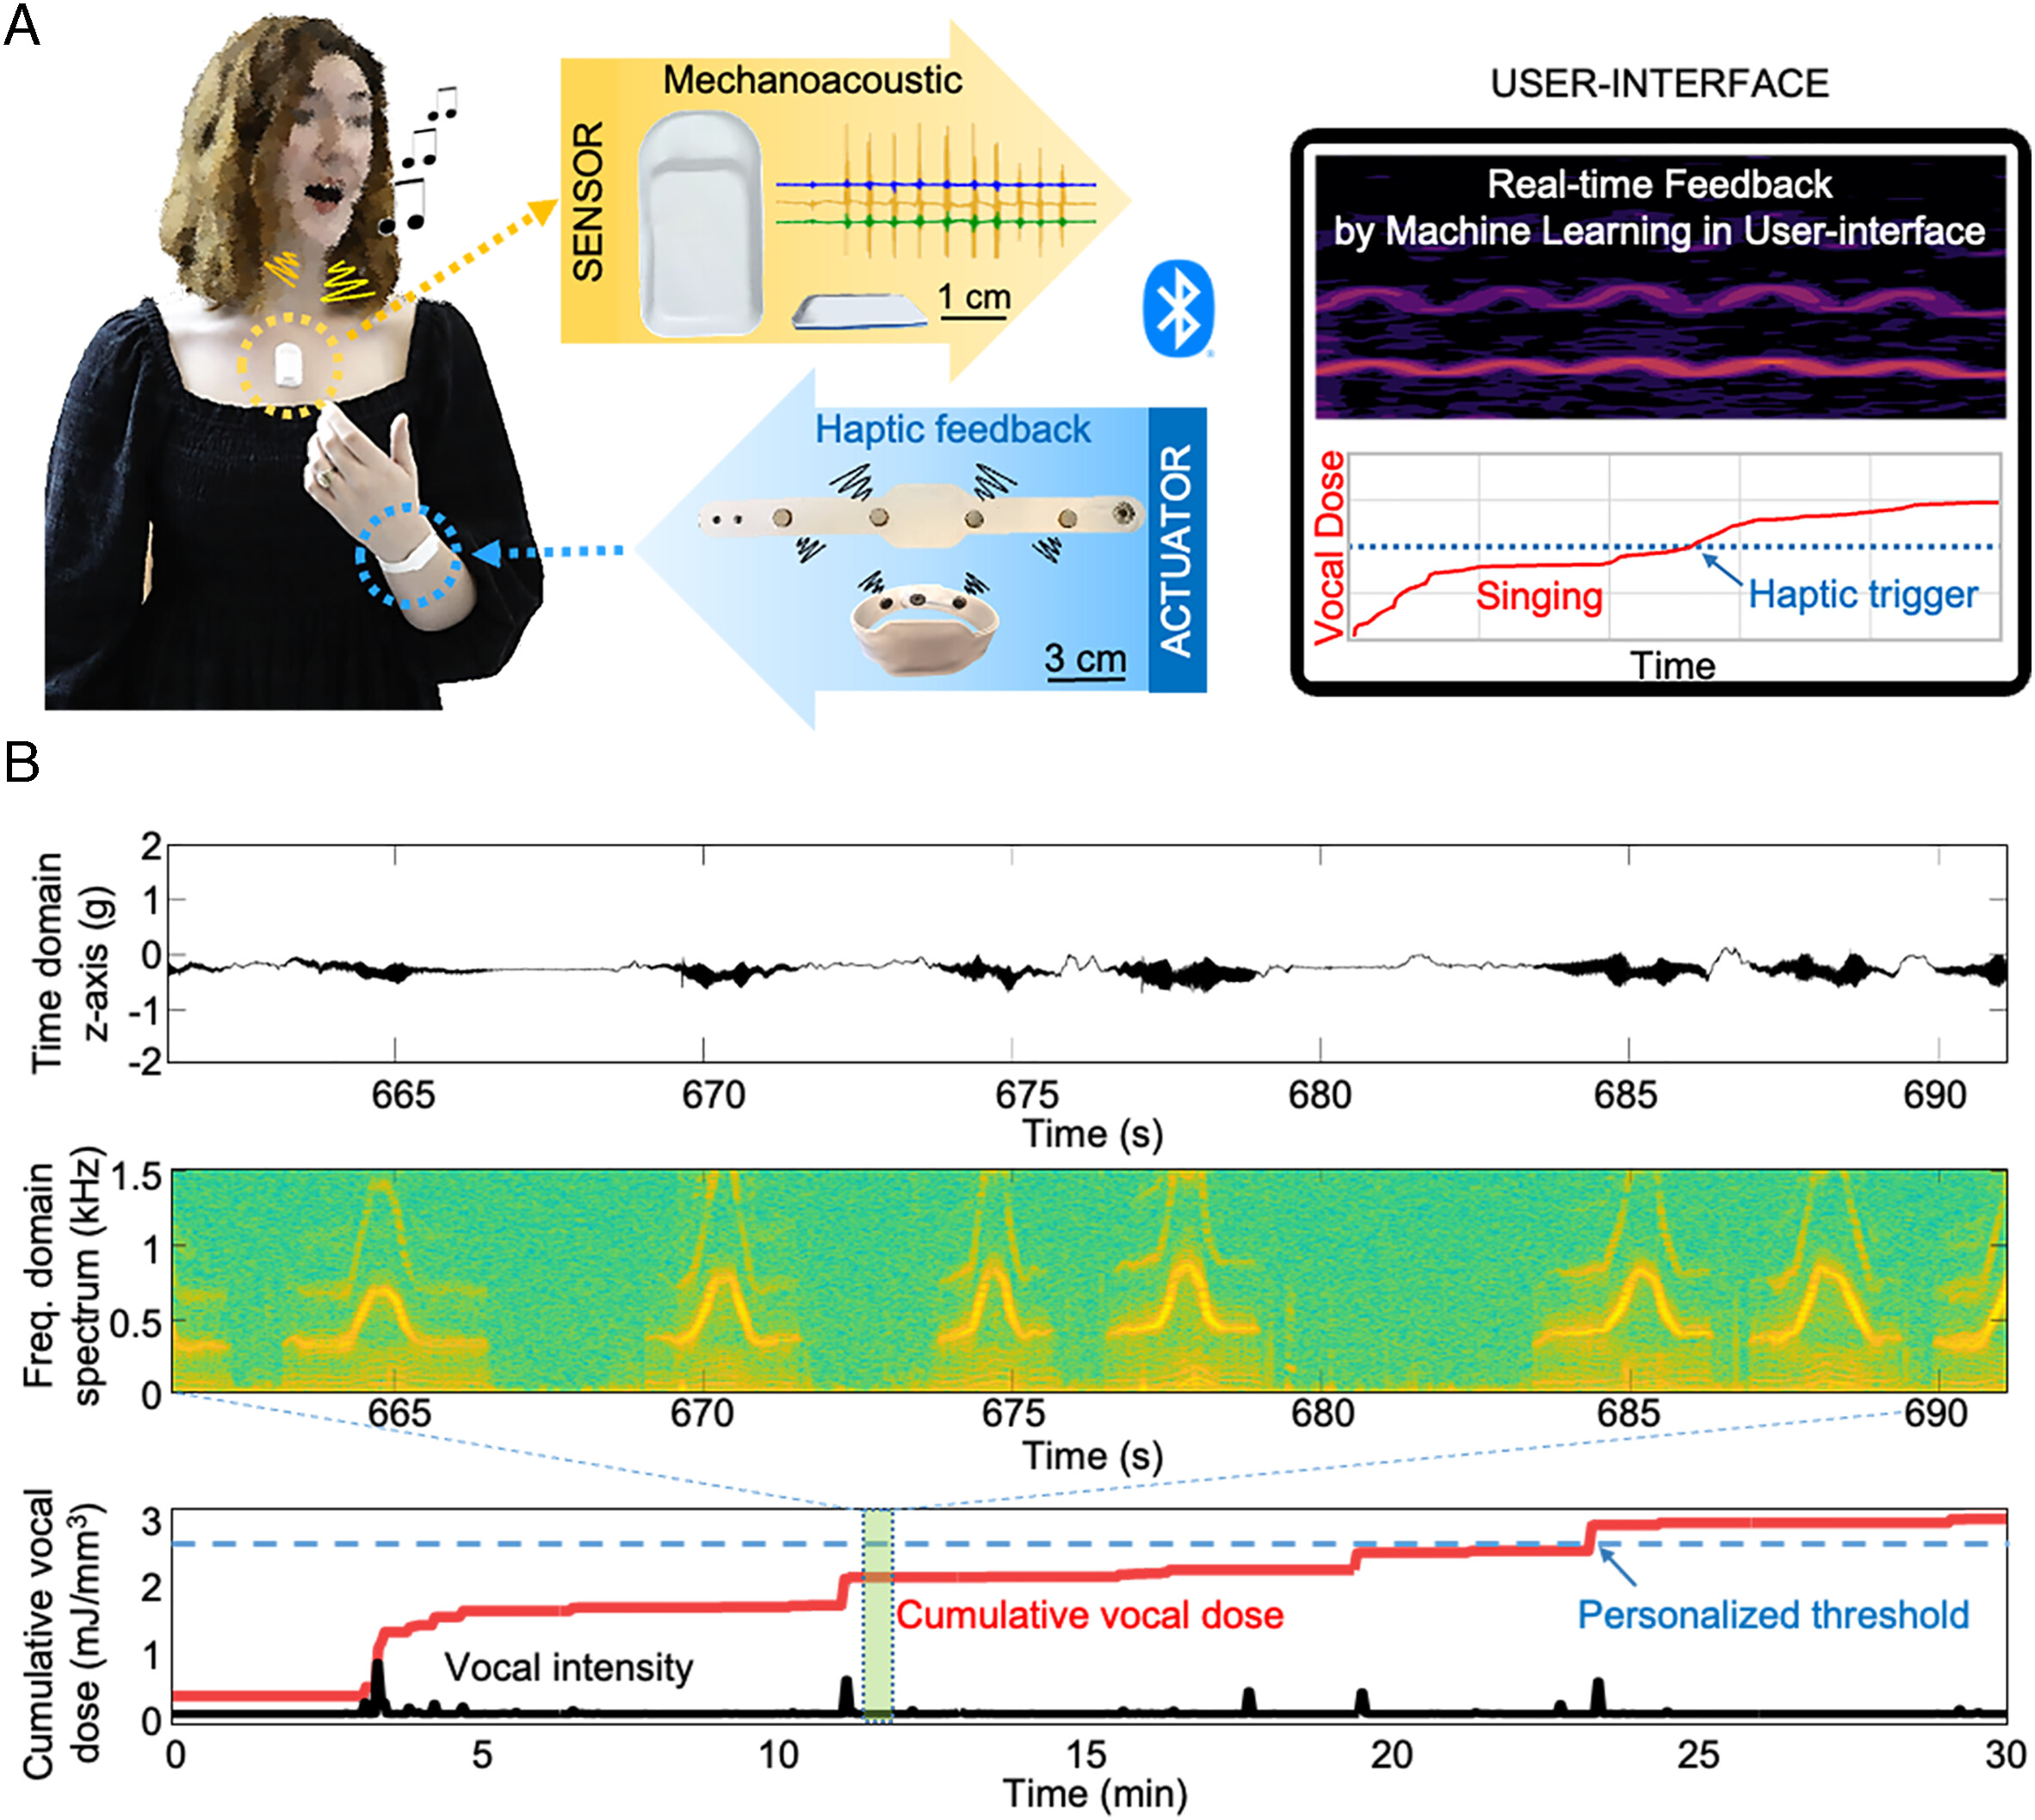 A
Mechanoacoustic
SENSOR
1 cm
Haptic feedback
ACTUATOR
3 cm
USER-INTERFACE
Real-time Feedback
by Machine Learning in User-interface
Vocal Dose
Singing
Haptic trigger
Time
B
Time domain
z-axis (g)
2
1
0
-1
-2
665 670 675 680 685 690
Time (s)
Freq. domain
spectrum (kHz)
1.5
1
0.5
0
665 670 675 680 685 690
Time (s)
Cumulative vocal
dose (mJ/mm³)
3
2
1
0
Cumulative vocal dose
Personalized threshold
Vocal intensity
0 5 10 15 20 25 30
Time (min)